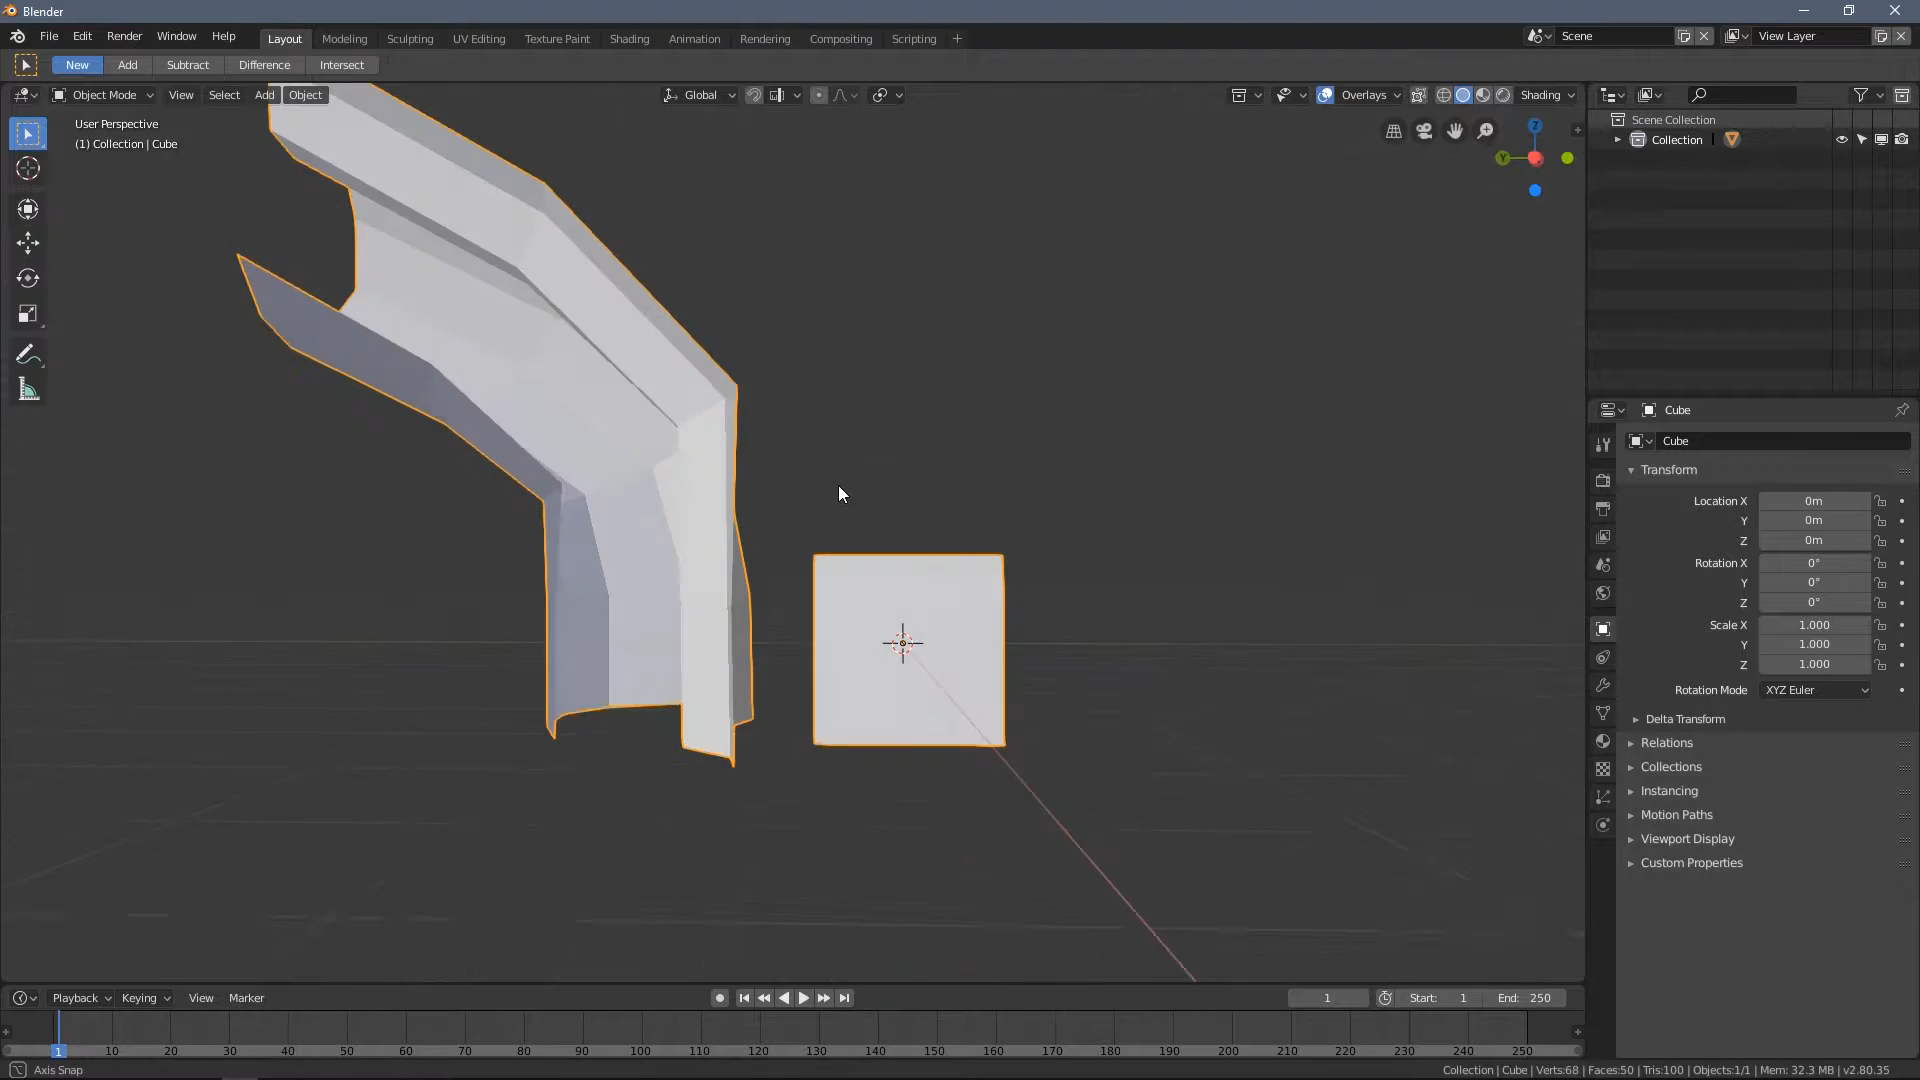 Blender
File Edit Render Window Help
Layout Modeling Sculpting UV Editing Texture Paint Shading Animation Rendering Compositing Scripting
Scene
View Layer
New Add Subtract Difference Intersect
Object Mode View Select Add Object
Global
Overlays
Shading
User Perspective
(1) Collection | Cube
Z
Y
Scene Collection
Collection
Cube
Cube
Transform
Location X 0m
Y 0m
Z 0m
Rotation X 0°
Y 0°
Z 0°
Scale X 1.000
Y 1.000
Z 1.000
Rotation Mode XYZ Euler
Delta Transform
Relations
Collections
Instancing
Motion Paths
Viewport Display
Custom Properties
Playback Keying View Marker
1
Start: 1
End: 250
1 10 20 30 40 50 60 70 80 90 100 110 120 130 140 150 160 170 180 190 200 210 220 230 240 250
Axis Snap
Collection | Cube | Verts:68 | Faces:50 | Tris:100 | Objects:1/1 | Mem: 32.3 MB | v2.80.35